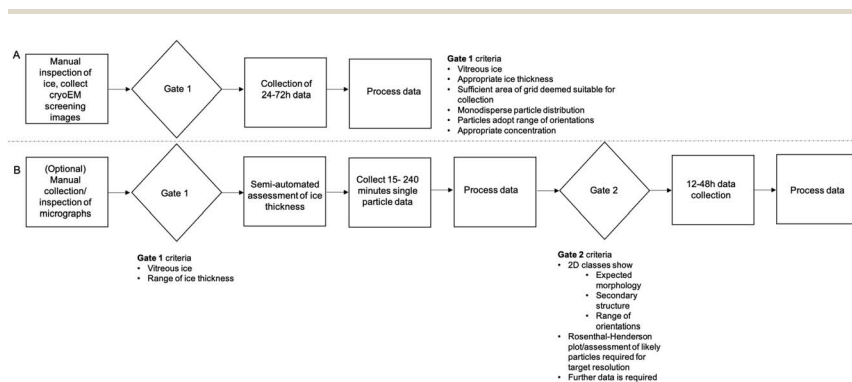 A
Manual
inspection of
ice, collect
cryoEM
screening
images
Gate 1
Collection of
24-72h data
Process data
Gate 1 criteria
• Vitreous ice
• Appropriate ice thickness
• Sufficient area of grid deemed suitable for
collection
• Monodisperse particle distribution
• Particles adopt range of orientations
• Appropriate concentration
B
(Optional)
Manual
collection/
inspection of
micrographs
Gate 1
Semi-automated
assessment of ice
thickness
Collect 15- 240
minutes single
particle data
Process data
Gate 2
12-48h data
collection
Process data
Gate 1 criteria
• Vitreous ice
• Range of ice thickness
Gate 2 criteria
• 2D classes show
• Expected
morphology
• Secondary
structure
• Range of
orientations
• Rosenthal-Henderson
plot/assessment of likely
particles required for
target resolution
• Further data is required